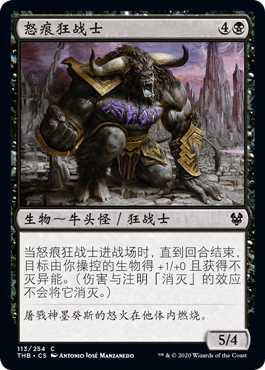 怒痕狂战士 4
生物～牛头怪 / 狂战士
当怒痕狂战士进战场时，直到回合结束，
目标由你操控的生物得 +1/+0 且获得不
灭异能。（伤害与注明「消灭」的效应
不会将它消灭。）
屠戮神墨癸斯的怒火在他体内燃烧。
5/4
113/254 C
THB • CS ANTONIO JOSÉ MANZANEDO
™ & © 2020 Wizards of the Coast